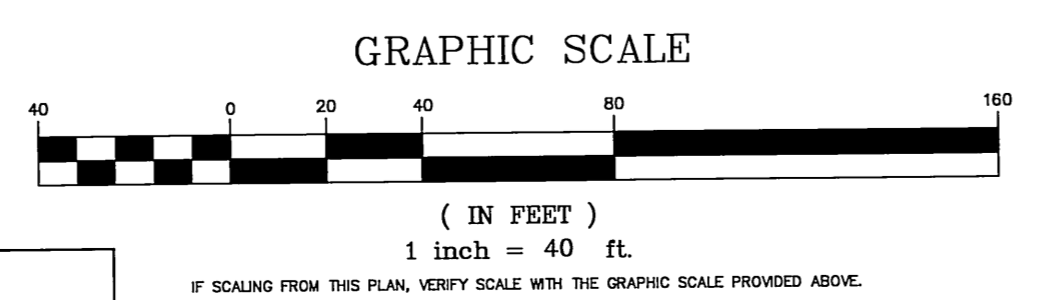 GRAPHIC SCALE
40 0 20 40 80 160
( IN FEET )
1 inch = 40 ft.
IF SCALING FROM THIS PLAN, VERIFY SCALE WITH THE GRAPHIC SCALE PROVIDED ABOVE.